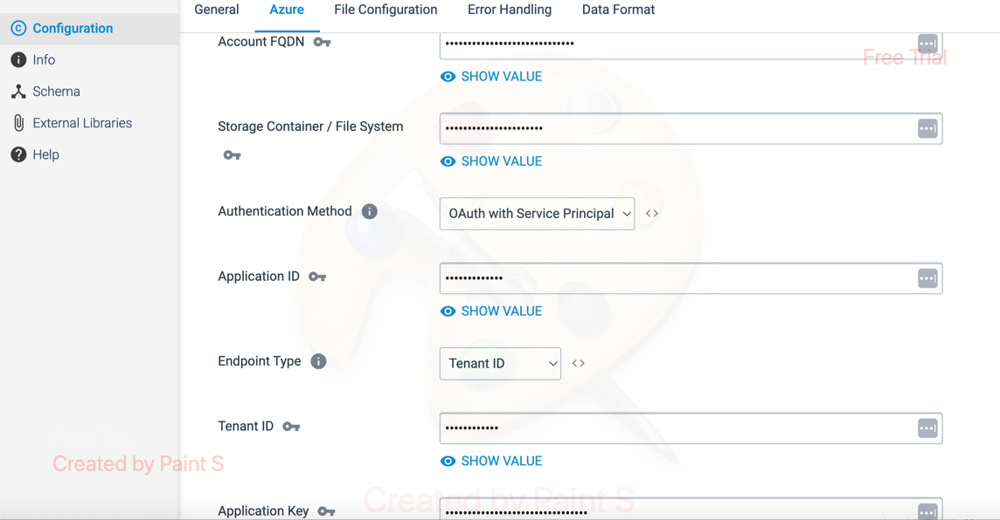 General Azure File Configuration Error Handling Data Format
Configuration
Info
Schema
External Libraries
Help
Account FQDN
SHOW VALUE
Free Trial
Storage Container / File System
SHOW VALUE
Authentication Method
OAuth with Service Principal
Application ID
SHOW VALUE
Endpoint Type
Tenant ID
Tenant ID
SHOW VALUE
Created by Paint S
Application Key
Created by Paint S